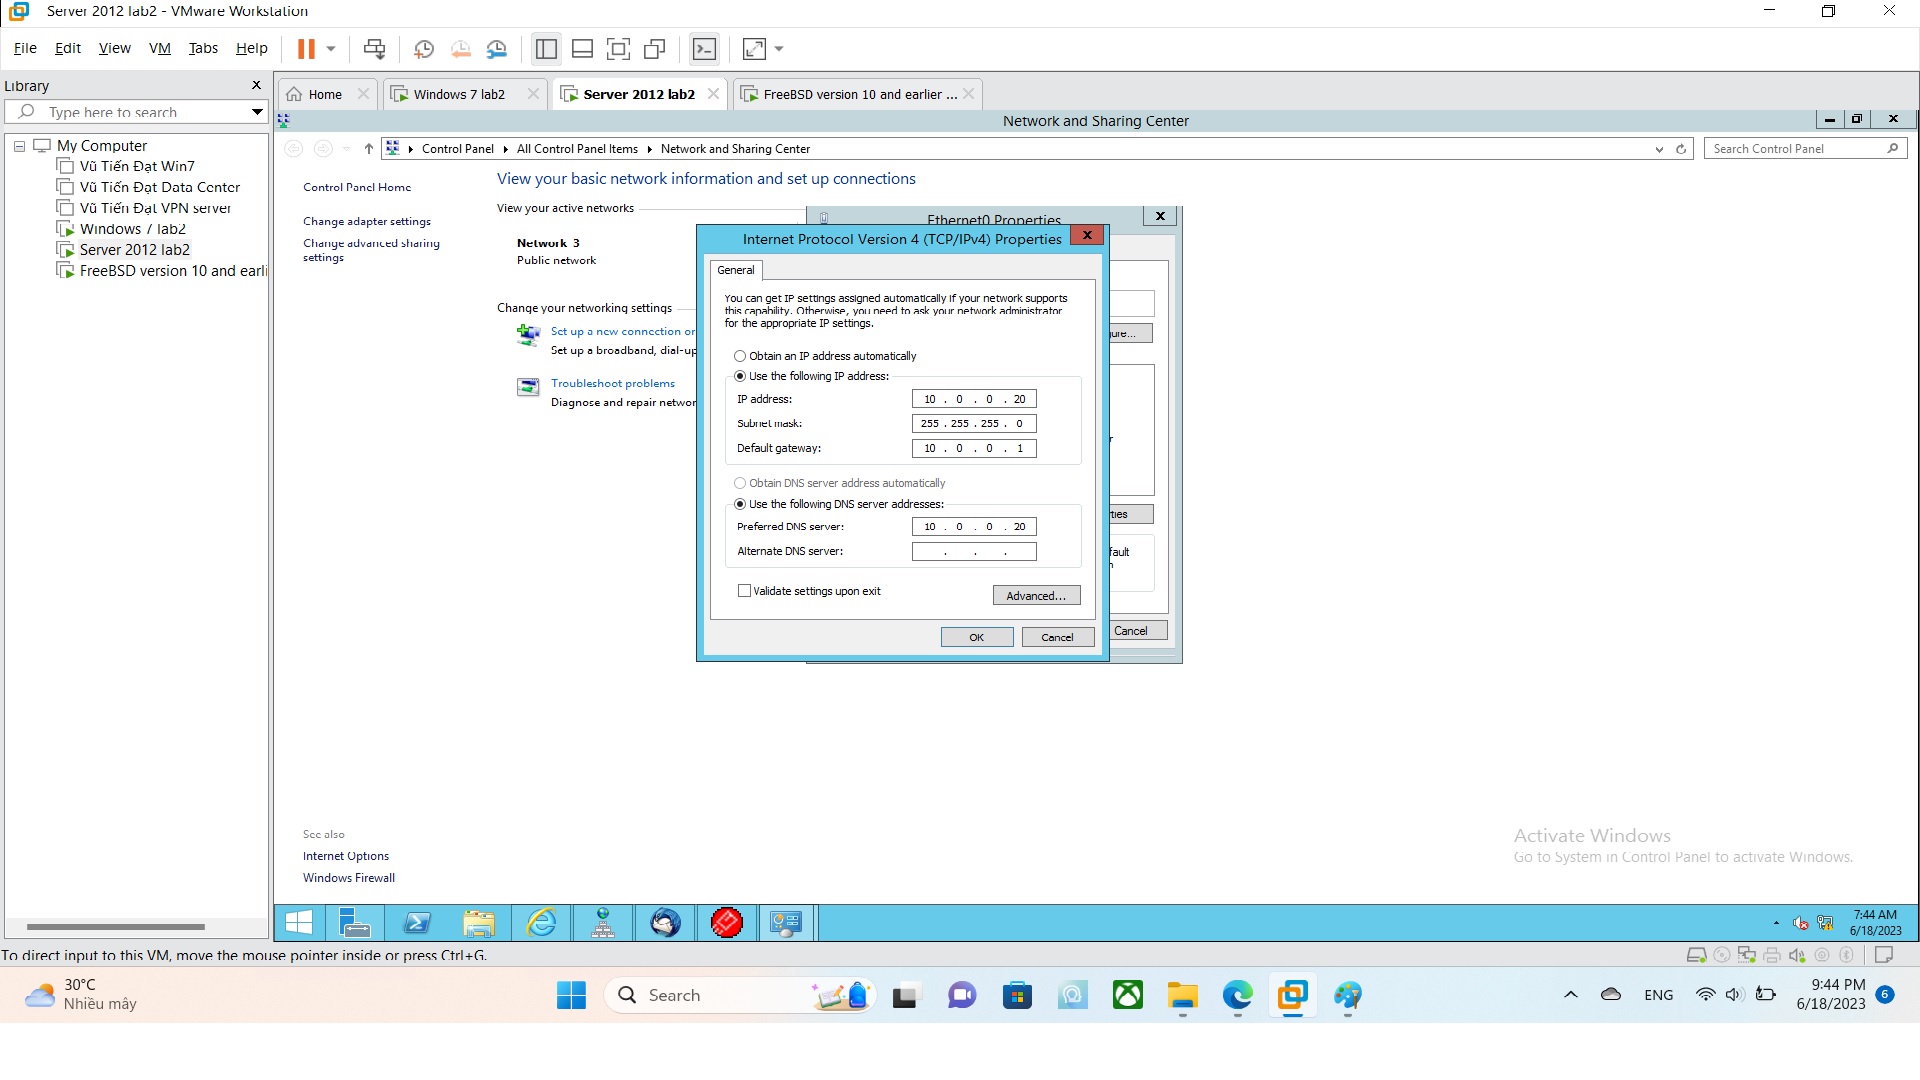 Server 2012 lab2 - VMware Workstation
File Edit View VM Tabs Help
Library
Type here to search
My Computer
Vũ Tiến Đạt Win7
Vũ Tiến Đạt Data Center
Vũ Tiến Đạt VPN server
Windows 7 lab2
Server 2012 lab2
FreeBSD version 10 and earli
Home
Windows 7 lab2
Server 2012 lab2
FreeBSD version 10 and earlier ...
Network and Sharing Center
Control Panel
All Control Panel Items
Network and Sharing Center
Search Control Panel
Control Panel Home
Change adapter settings
Change advanced sharing
settings
View your basic network information and set up connections
View your active networks
Network 3
Public network
Change your networking settings
Set up a new connection or
Set up a broadband, dial-up
Troubleshoot problems
Diagnose and repair networ
Ethernet0 Properties
Internet Protocol Version 4 (TCP/IPv4) Properties
General
You can get IP settings assigned automatically if your network supports
this capability. Otherwise, you need to ask your network administrator
for the appropriate IP settings.
Obtain an IP address automatically
Use the following IP address:
IP address: 10 . 0 . 0 . 20
Subnet mask: 255 . 255 . 255 . 0
Default gateway: 10 . 0 . 0 . 1
Obtain DNS server address automatically
Use the following DNS server addresses:
Preferred DNS server: 10 . 0 . 0 . 20
Alternate DNS server: . . .
Validate settings upon exit
Advanced...
OK
Cancel
gure...
r
ties
fault
n
Cancel
See also
Internet Options
Windows Firewall
Activate Windows
Go to System in Control Panel to activate Windows.
7:44 AM
6/18/2023
To direct input to this VM, move the mouse pointer inside or press Ctrl+G.
30°C
Nhiều mây
Search
ENG
9:44 PM
6/18/2023
6